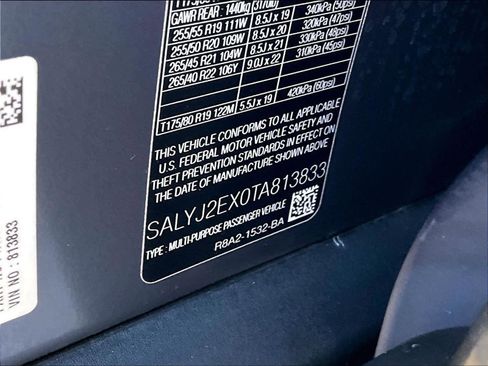 GAWR REAR : 1440kg (317
255/55 R19 111W 8.5J x 19 340kPa (50psi)
255/50 R20 109W 8.5J x 20 320kPa (47psi)
265/45 R21 104W 8.5J x 21 330kPa (48psi)
265/40 R22 106Y 9.0J x 22 310kPa (45psi)
T175/80 R19 122M 5.5J x 19 420kPa (60psi)
THIS VEHICLE CONFORMS TO ALL APPLICABLE
U.S. FEDERAL MOTOR VEHICLE SAFETY AND
THEFT PREVENTION STANDARDS IN EFFECT ON
THE DATE OF MANUFACTURE SHOWN ABOVE
SALYJ2EX0TA813833
TYPE : MULTI-PURPOSE PASSENGER VEHICLE
R8A2-1532-BA
VIN NO : 813833